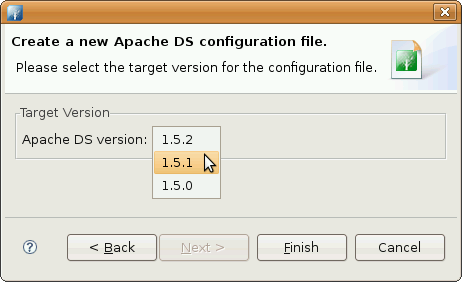 Create a new Apache DS configuration file.
Please select the target version for the configuration file.
Target Version
Apache DS version:
1.5.2
1.5.1
1.5.0
?
< Back
Next >
Finish
Cancel